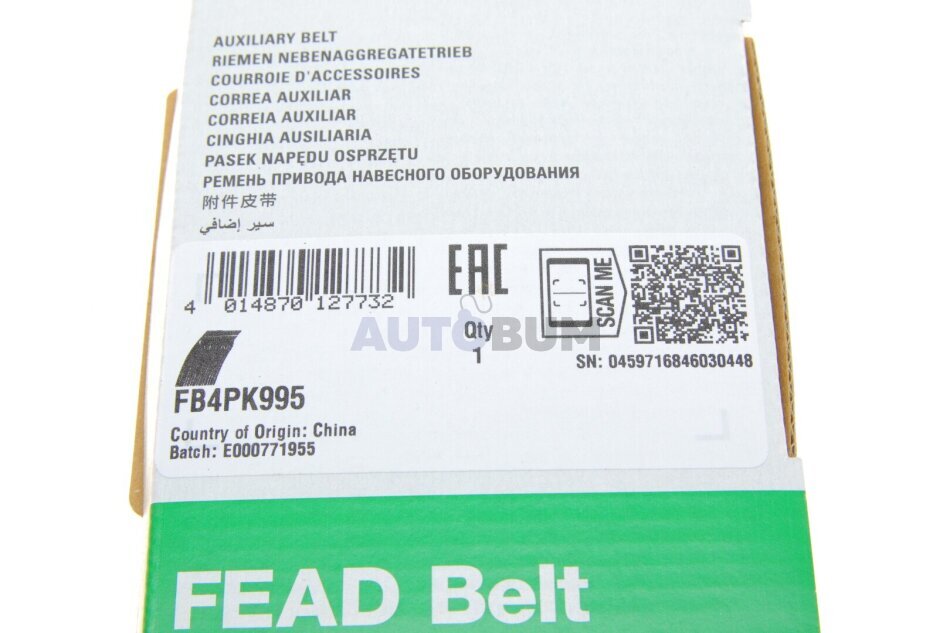 AUXILIARY BELT
RIEMEN NEBENAGGREGATETRIEB
COURROIE D'ACCESSOIRES
CORREA AUXILIAR
CORREIA AUXILIAR
CINGHIA AUSILIARIA
PASEK NAPĘDU OSPRZĘTU
РЕМЕНЬ ПРИВОДА НАВЕСНОГО ОБОРУДОВАНИЯ
附件皮带
سير إضافي
EAC
SCAN ME
4 014870 127732
AUTOBUM
Qty
1
SN: 0459716846030448
FB4PK995
Country of Origin: China
Batch: E000771955
FEAD Belt